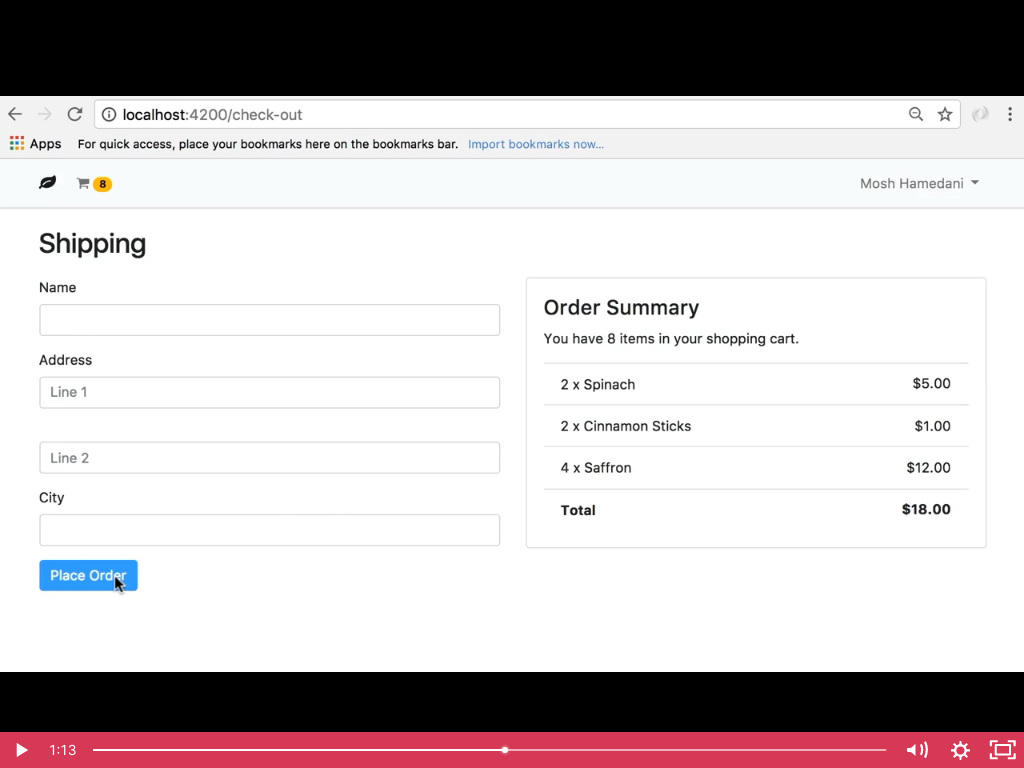 localhost:4200/check-out
Apps For quick access, place your bookmarks here on the bookmarks bar. Import bookmarks now...
8 Mosh Hamedani
Shipping
Name
Address
Line 1
Line 2
City
Place Order
Order Summary
You have 8 items in your shopping cart.
2 x Spinach $5.00
2 x Cinnamon Sticks $1.00
4 x Saffron $12.00
Total $18.00
1:13